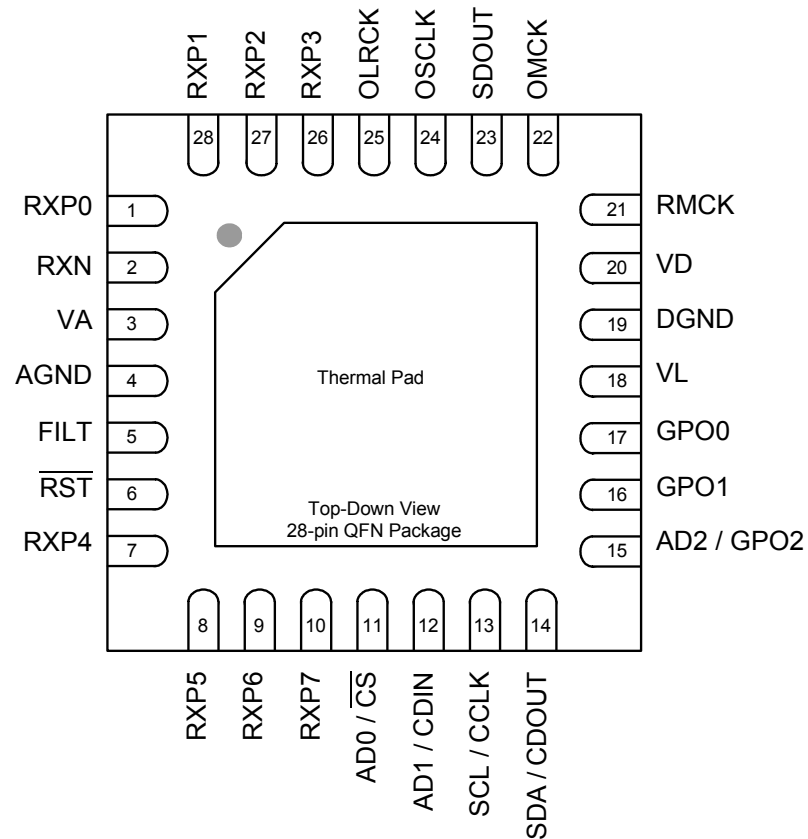 RXP1
RXP2
RXP3
OLRCK
OSCLK
SDOUT
OMCK
28
27
26
25
24
23
22
RXP0 1
RXN 2
VA 3
AGND 4
FILT 5
RST 6
RXP4 7
21 RMCK
20 VD
19 DGND
18 VL
17 GPO0
16 GPO1
15 AD2 / GPO2
Thermal Pad
Top-Down View
28-pin QFN Package
8
9
10
11
12
13
14
RXP5
RXP6
RXP7
AD0 / CS
AD1 / CDIN
SCL / CCLK
SDA / CDOUT